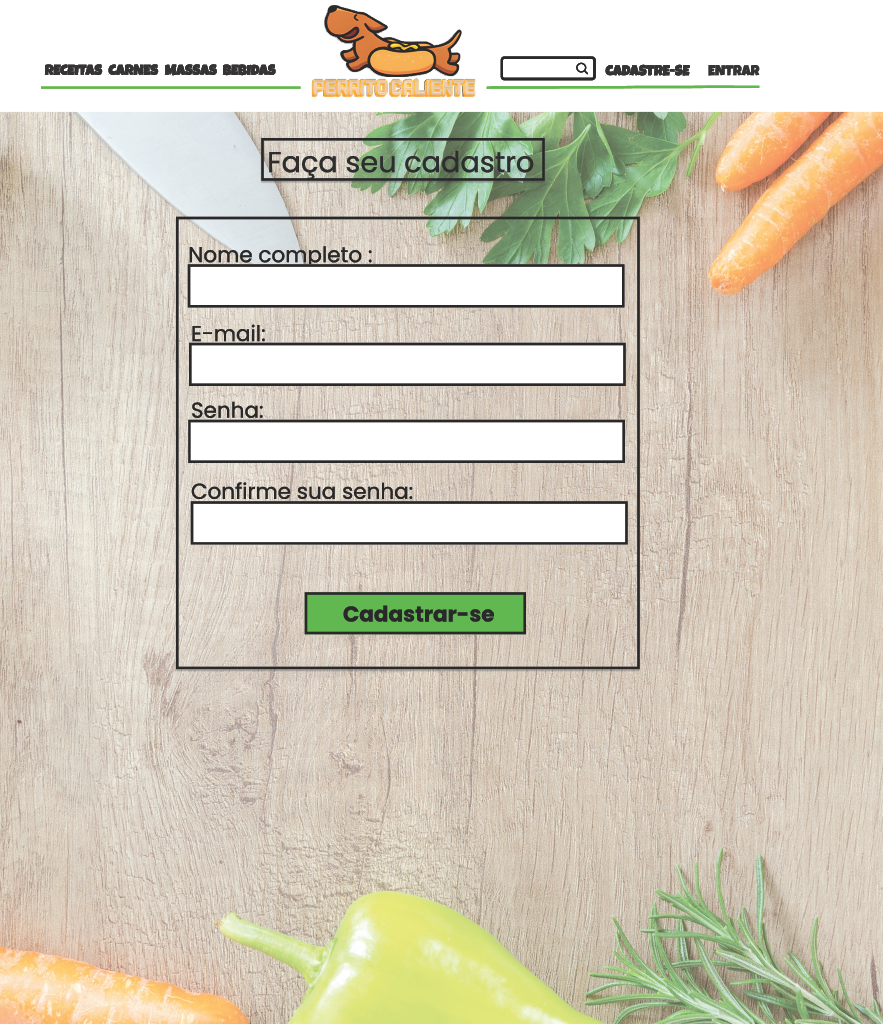 RECEITAS CARNES MASSAS BEBIDAS
PERRITO CALIENTE
CADASTRE-SE ENTRAR
Faça seu cadastro
Nome completo :
E-mail:
Senha:
Confirme sua senha:
Cadastrar-se